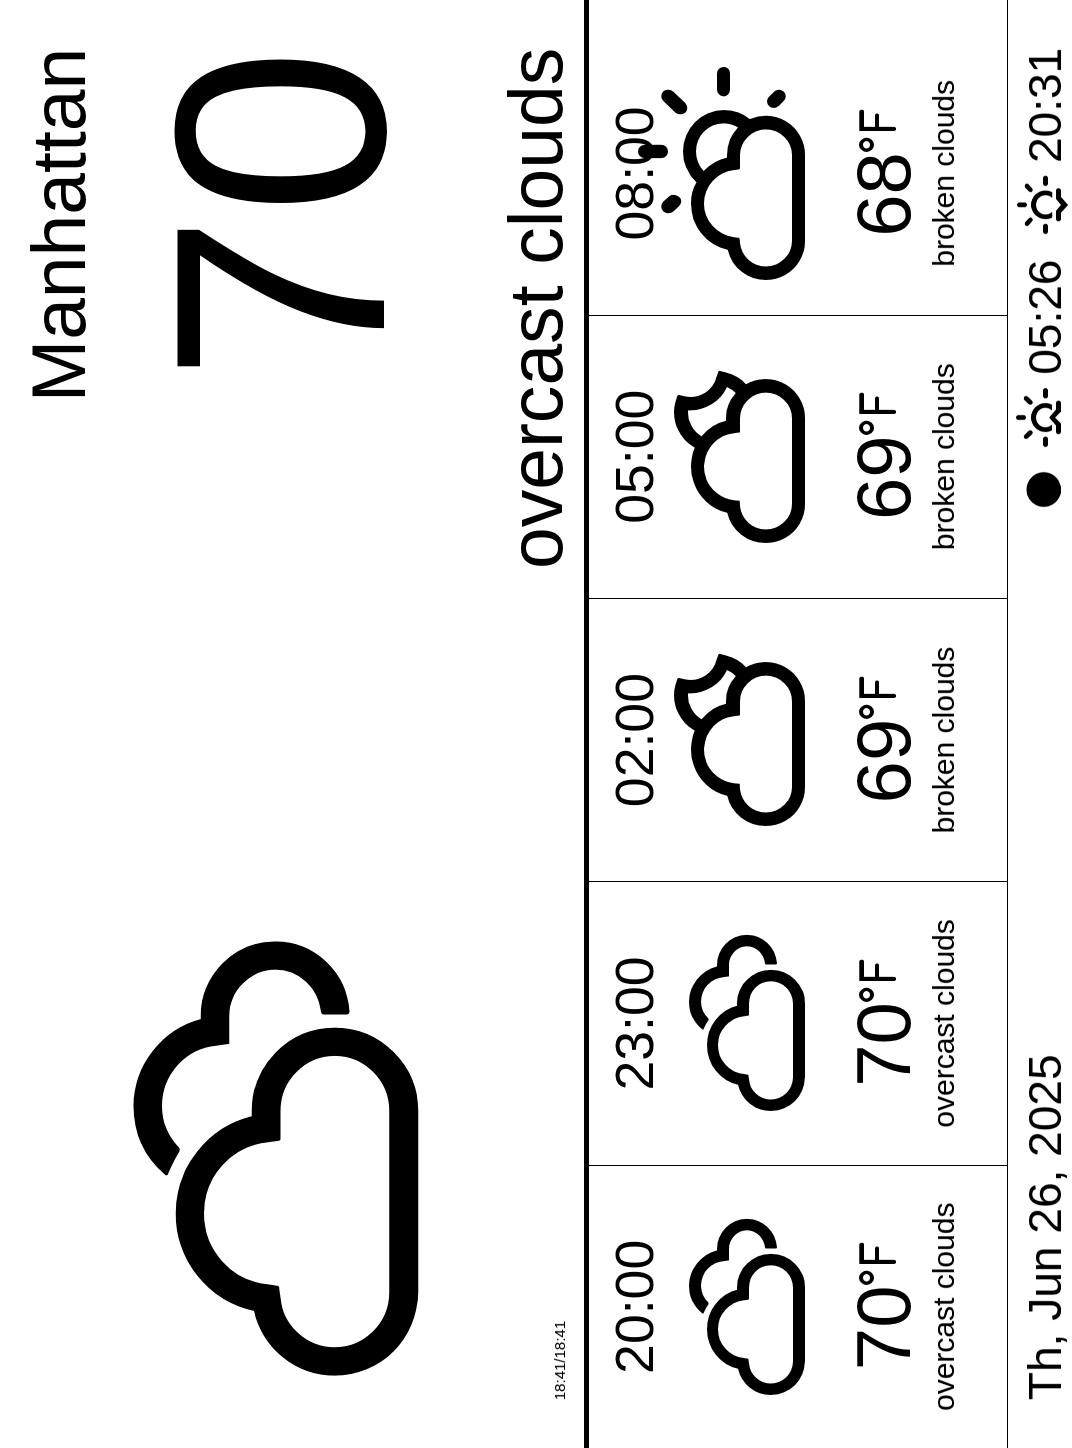 Manhattan
70
overcast clouds
18:41/18:41
20:00 23:00 02:00 05:00 08:00
70°F 70°F 69°F 69°F 68°F
overcast clouds overcast clouds broken clouds broken clouds broken clouds
Th, Jun 26, 2025 05:26 20:31